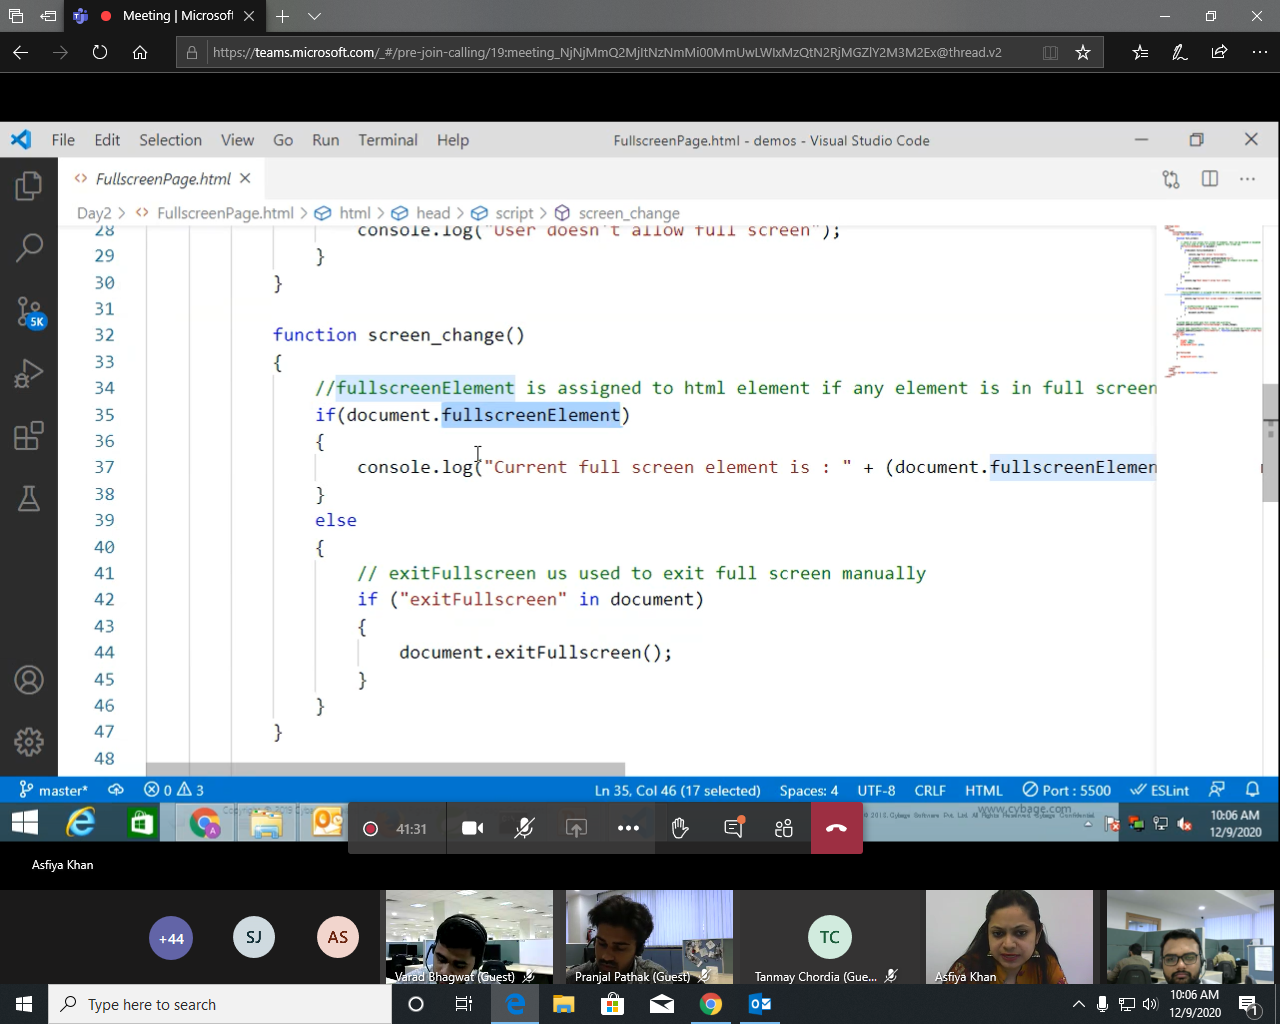 Meeting | Microsoft
https://teams.microsoft.com/_#/pre-join-calling/19:meeting_NjNjMmQ2MjItNzNmMi00MmUwLWIxMzQtN2RjMGZlY2M3M2Ex@thread.v2
File Edit Selection View Go Run Terminal Help FullscreenPage.html - demos - Visual Studio Code
FullscreenPage.html
Day2 > FullscreenPage.html > html > head > script > screen_change
28 console.log("User doesn't allow full screen");
29 }
30 }
31
32 function screen_change()
33 {
34 //fullscreenElement is assigned to html element if any element is in full screen
35 if(document.fullscreenElement)
36 {
37 console.log("Current full screen element is : " + (document.fullscreenElemen
38 }
39 else
40 {
41 // exitFullscreen us used to exit full screen manually
42 if ("exitFullscreen" in document)
43 {
44 document.exitFullscreen();
45 }
46 }
47 }
48
5K
master* 0 3 Ln 35, Col 46 (17 selected) Spaces: 4 UTF-8 CRLF HTML Port : 5500 ESLint
www.cybage.com
41:31
10:06 AM
12/9/2020
Asfiya Khan
+44 SJ AS TC
Varad Bhagwat (Guest) Pranjal Pathak (Guest) Tanmay Chordia (Gue... Asfiya Khan
Type here to search
10:06 AM
12/9/2020
1